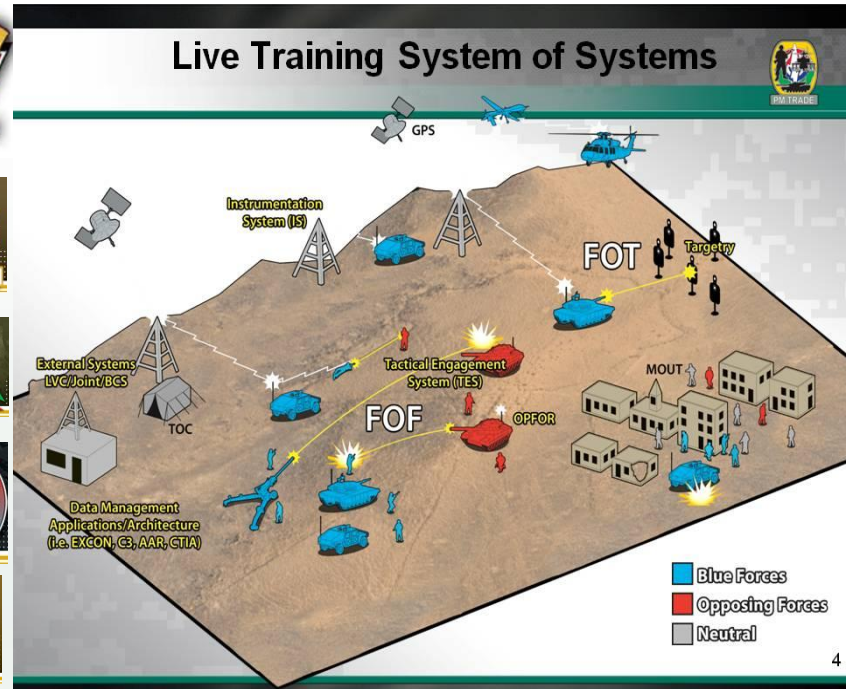 Live Training System of Systems
PM TRADE
GPS
Instrumentation
System (IS)
FOT
Targetry
External Systems
LVC/Joint/BCS
TOC
Tactical Engagement
System (TES)
MOUT
FOF
OPFOR
Data Management
Applications/Architecture
(i.e. EXCON, C3, AAR, CTIA)
Blue Forces
Opposing Forces
Neutral
4